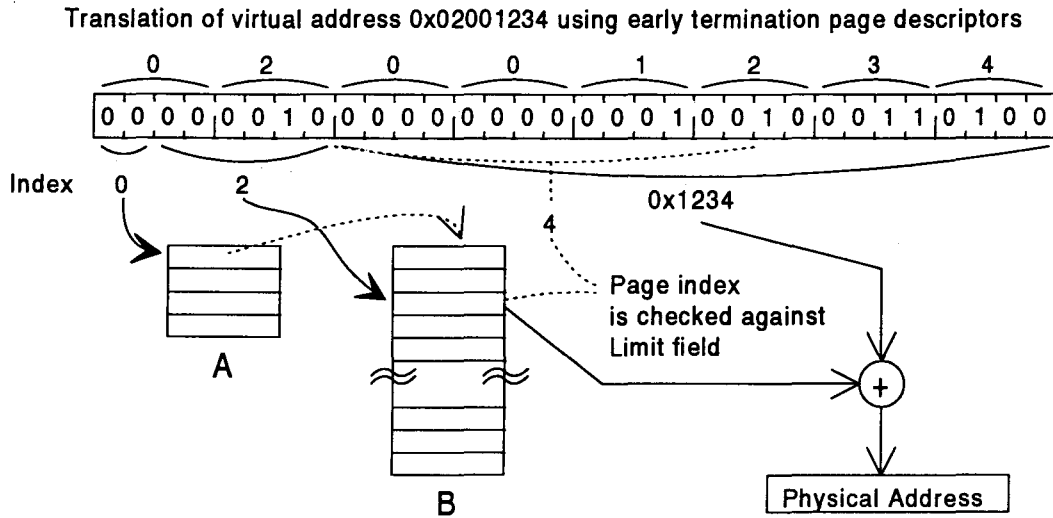 Translation of virtual address 0x02001234 using early termination page descriptors
0 2 0 0 1 2 3 4
0 0 0 0 0 0 1 0 0 0 0 0 0 0 0 0 0 0 0 1 0 0 1 0 0 0 1 1 0 1 0 0
Index 0 2
0x1234
4
Page index
is checked against
Limit field
A
+
B
Physical Address